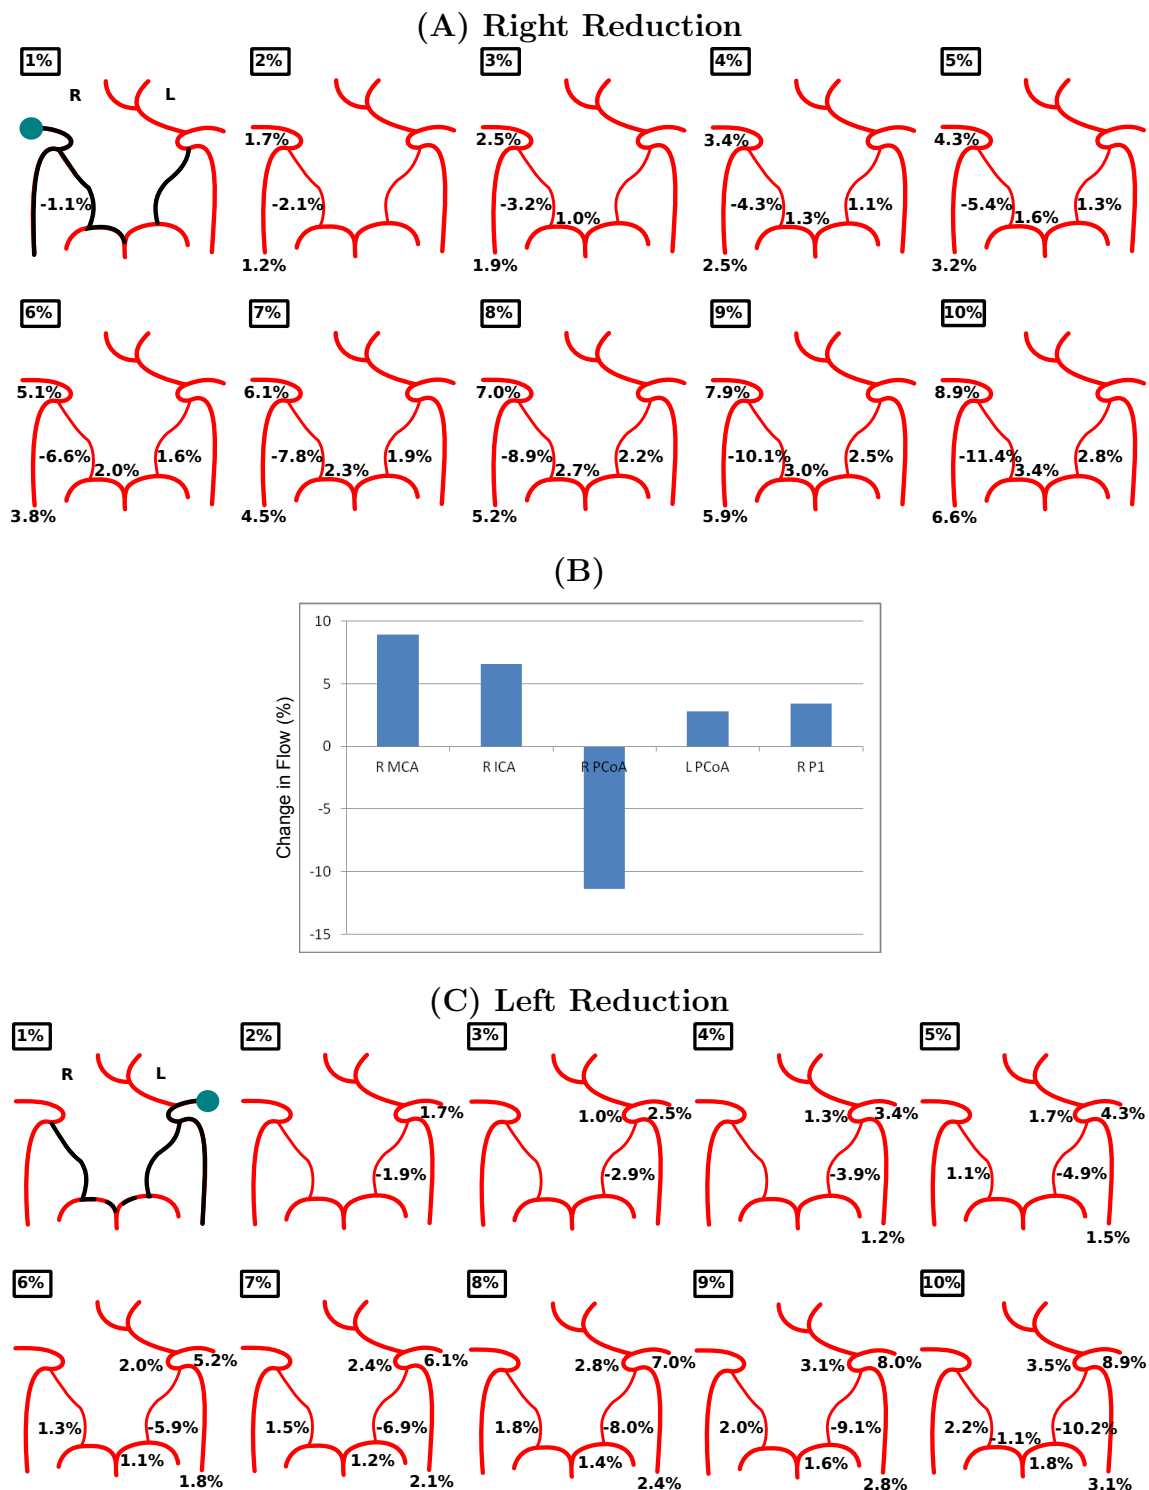 (A) Right Reduction
1% 2% 3% 4% 5%
R L
1.7% 2.5% 3.4% 4.3%
-1.1% -2.1% -3.2% 1.0% -4.3% 1.3% 1.1% -5.4% 1.6% 1.3%
1.2% 1.9% 2.5% 3.2%
6% 7% 8% 9% 10%
5.1% 6.1% 7.0% 7.9% 8.9%
-6.6% 2.0% 1.6% -7.8% 2.3% 1.9% -8.9% 2.7% 2.2% -10.1% 3.0% 2.5% -11.4% 3.4% 2.8%
3.8% 4.5% 5.2% 5.9% 6.6%
(B)
10
5
0
R MCA R ICA R PCoA L PCoA R P1
-5
-10
-15
Change in Flow (%)
(C) Left Reduction
1% 2% 3% 4% 5%
R L
1.7% 1.0% 2.5% 1.3% 3.4% 1.7% 4.3%
-1.9% -2.9% -3.9% 1.1% -4.9%
1.2% 1.5%
6% 7% 8% 9% 10%
2.0% 5.2% 2.4% 6.1% 2.8% 7.0% 3.1% 8.0% 3.5% 8.9%
1.3% -5.9% 1.5% -6.9% 1.8% -8.0% 2.0% -9.1% 2.2% -1.1% -10.2%
1.1% 1.2% 1.4% 1.6% 1.8%
1.8% 2.1% 2.4% 2.8% 3.1%